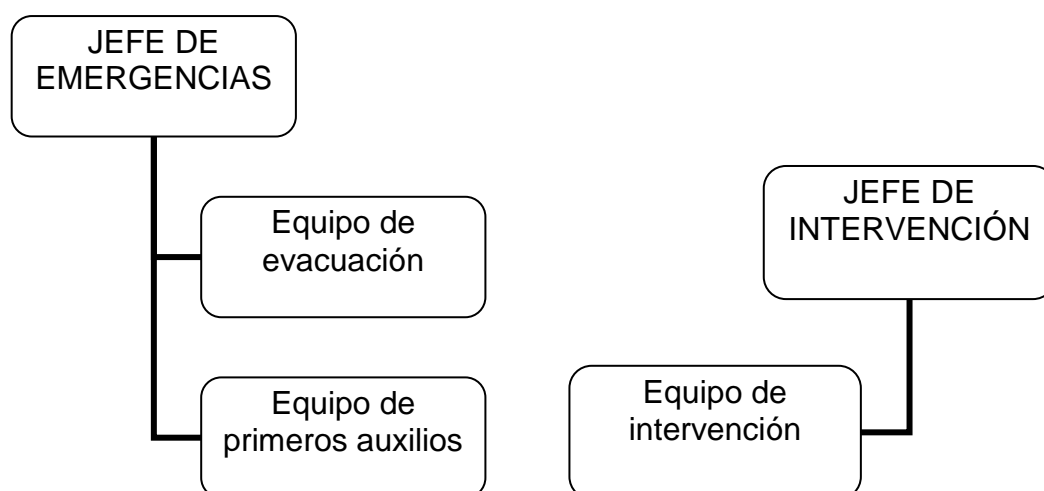 JEFE DE
EMERGENCIAS
Equipo de
evacuación
Equipo de
primeros auxilios
JEFE DE
INTERVENCIÓN
Equipo de
intervención